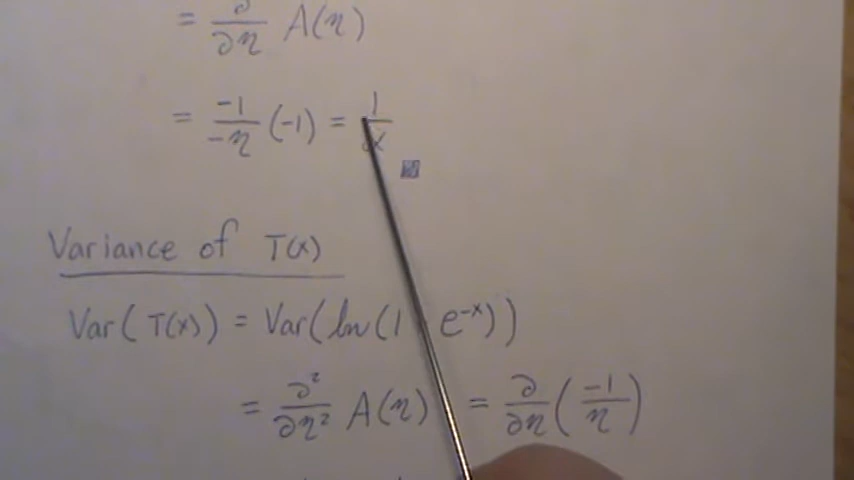 = ∂/∂η A(η)
= -1/-η (-1) = 1/α
Variance of T(x)
Var(T(x)) = Var(ln(1 e^-x))
= ∂²/∂η² A(η) = ∂/∂η (-1/η)